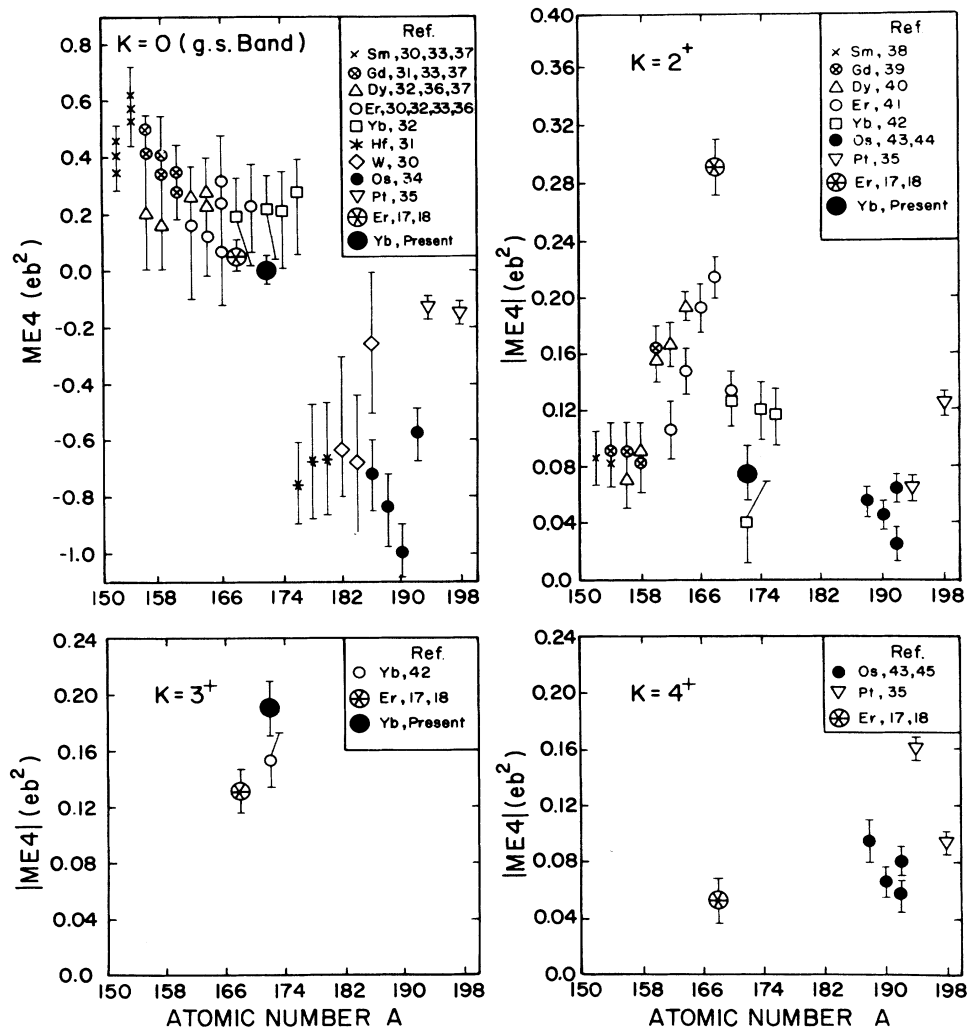 K=0 (g.s. Band)
Ref.
Sm,30,33,37
Gd,31,33,37
Dy,32,36,37
Er,30,32,33,36
Yb,32
Hf,31
W,30
Os,34
Pt,35
Er,17,18
Yb,Present
0.8
0.6
0.4
0.2
0.0
-0.2
-0.4
-0.6
-0.8
-1.0
ME4 (eb²)
150 158 166 174 182 190 198
K=2⁺
Ref
Sm,38
Gd,39
Dy,40
Er,41
Yb,42
Os,43,44
Pt,35
Er,17,18
Yb,Present
0.40
0.36
0.30
0.28
0.20
0.16
0.12
0.08
0.04
0.0
|ME4| (eb²)
150 158 166 174 182 190 198
K=3⁺
Ref.
Yb,42
Er,17,18
Yb,Present
0.24
0.20
0.16
0.12
0.08
0.04
0.0
|ME4| (eb²)
150 158 166 174 182 190 198
ATOMIC NUMBER A
K=4⁺
Ref.
Os,43,45
Pt,35
Er,17,18
0.24
0.20
0.16
0.12
0.08
0.04
0.0
|ME4| (eb²)
150 158 166 174 182 190 198
ATOMIC NUMBER A